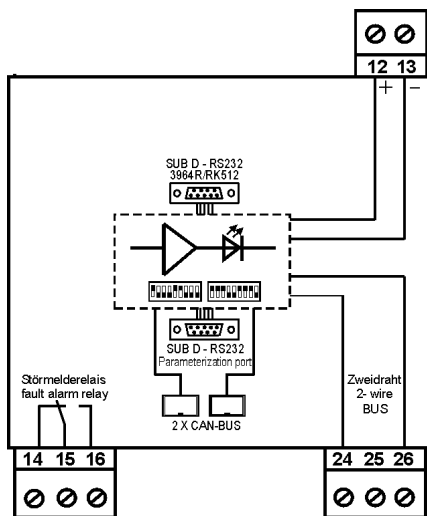 12 13
+ −
SUB D - RS232
3964R/RK512
SUB D - RS232
Parameterization port
Störmelderelais
fault alarm relay
Zweidraht
2- wire
BUS
2 X CAN-BUS
14 15 16
24 25 26